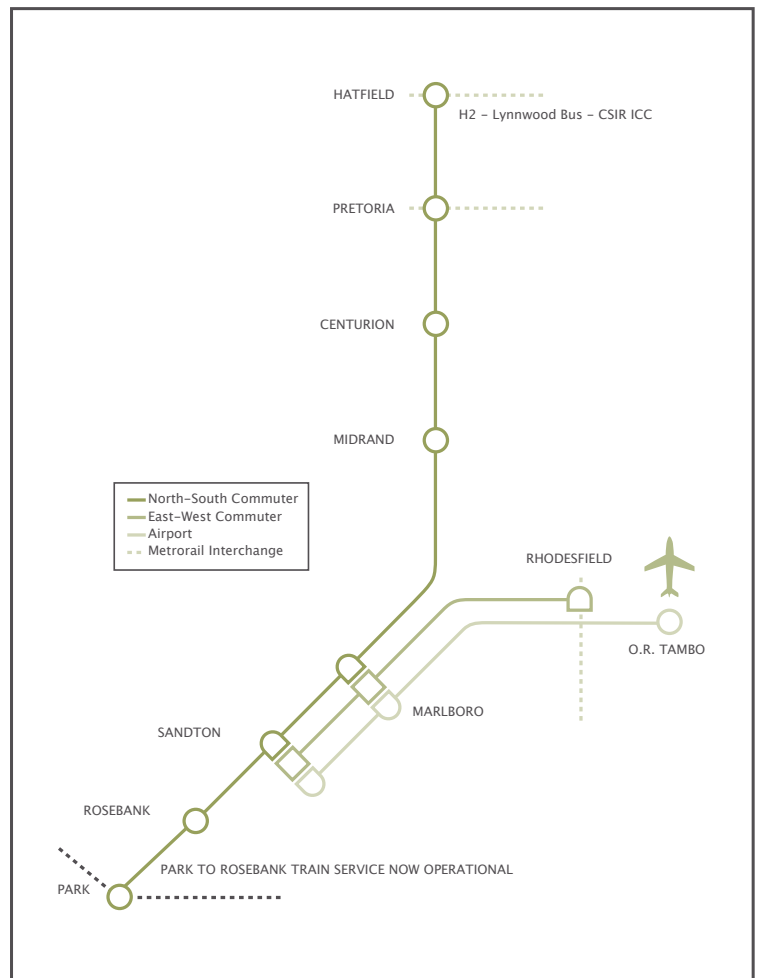 HATFIELD
H2 – Lynnwood Bus – CSIR ICC
PRETORIA
CENTURION
MIDRAND
North–South Commuter
East–West Commuter
Airport
Metrorail Interchange
RHODESFIELD
O.R. TAMBO
MARLBORO
SANDTON
ROSEBANK
PARK TO ROSEBANK TRAIN SERVICE NOW OPERATIONAL
PARK